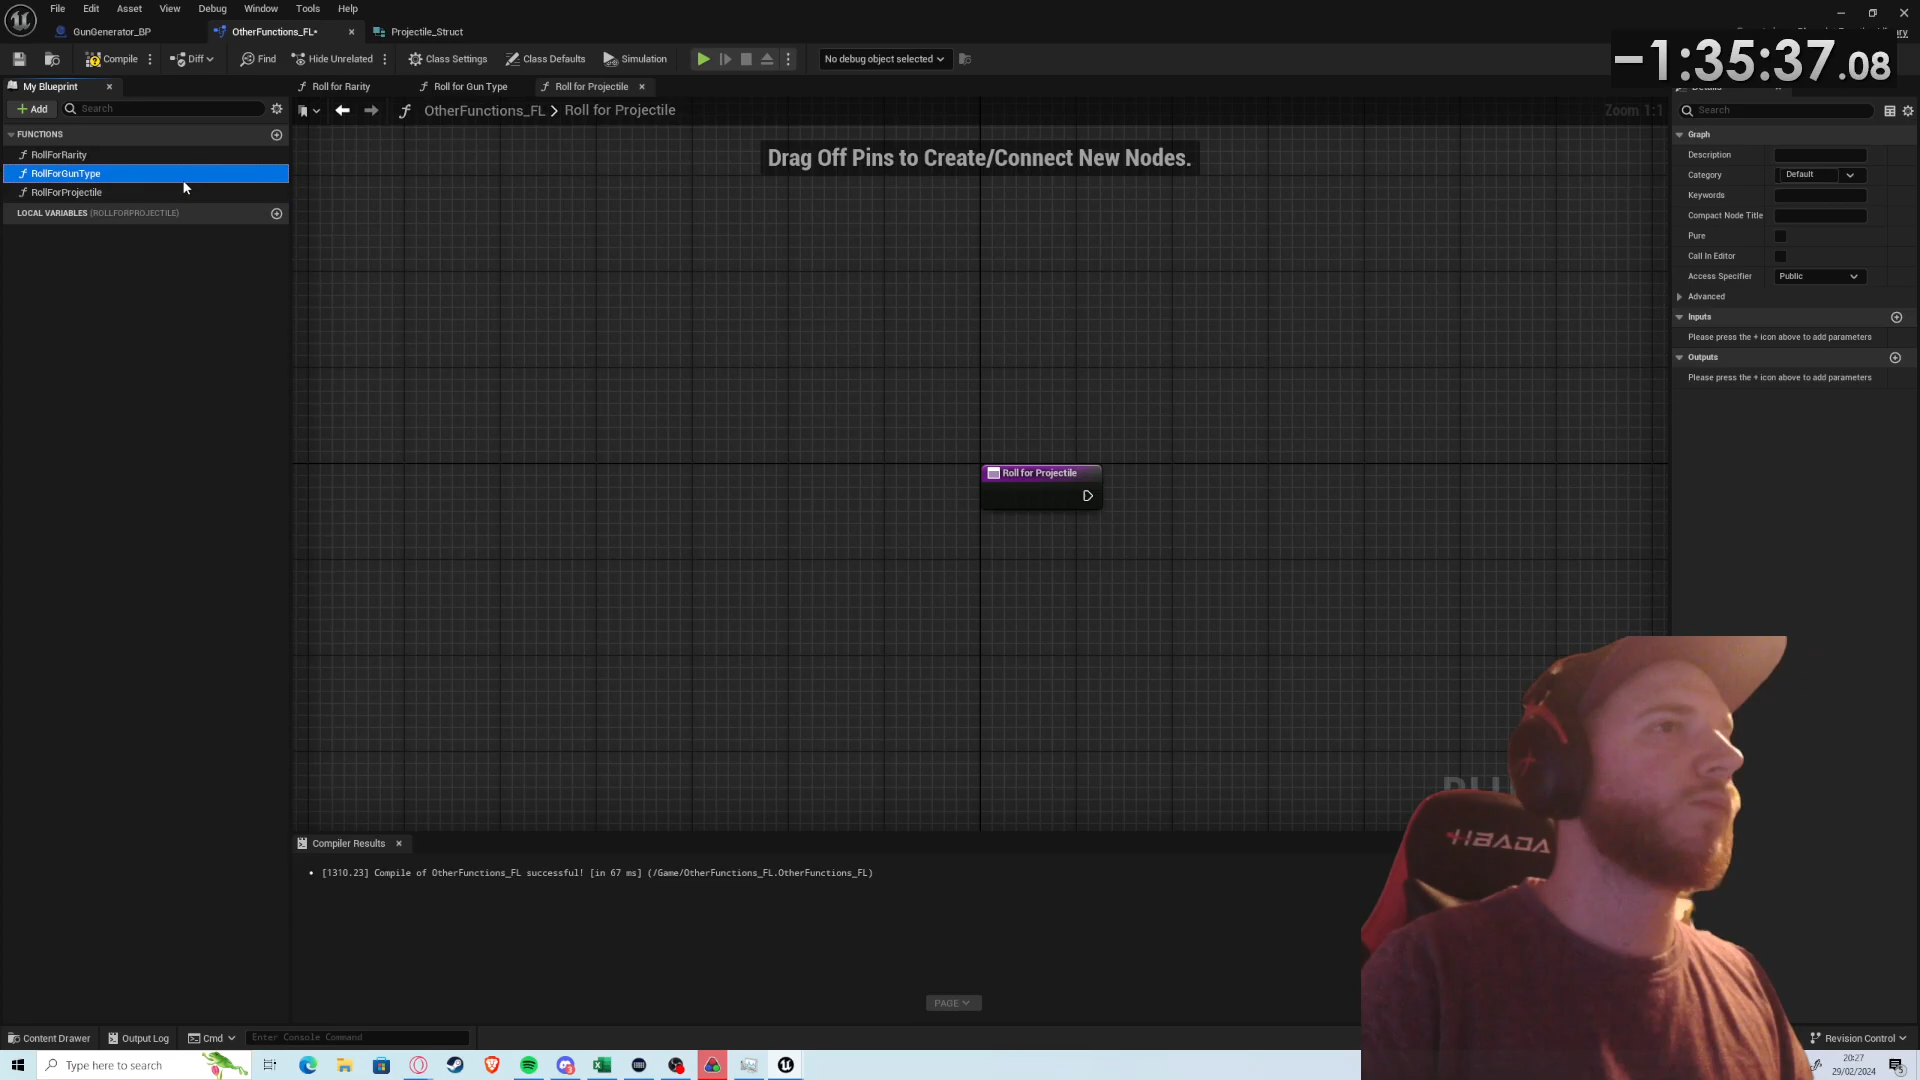 File Edit Asset View Debug Window Tools Help
GunGenerator_BP
OtherFunctions_FL•
Projectile_Struct
Compile
Diff
Find
Hide Unrelated
Class Settings
Class Defaults
Simulation
No debug object selected
-1:35:37.08
My Blueprint
Roll for Rarity
Roll for Gun Type
Roll for Projectile
Add
Search
OtherFunctions_FL > Roll for Projectile
Zoom 1:1
Search
FUNCTIONS
RollForRarity
RollForGunType
RollForProjectile
LOCAL VARIABLES (ROLLFORPROJECTILE)
Drag Off Pins to Create/Connect New Nodes.
Roll for Projectile
Graph
Description
Category
Default
Keywords
Compact Node Title
Pure
Call In Editor
Access Specifier
Public
Advanced
Inputs
Please press the + icon above to add parameters
Outputs
Please press the + icon above to add parameters
Compiler Results
• [1310.23] Compile of OtherFunctions_FL successful! [in 67 ms] (/Game/OtherFunctions_FL.OtherFunctions_FL)
PAGE
HBADA
Content Drawer
Output Log
Cmd
Enter Console Command
Revision Control
Type here to search
20:27
29/02/2024